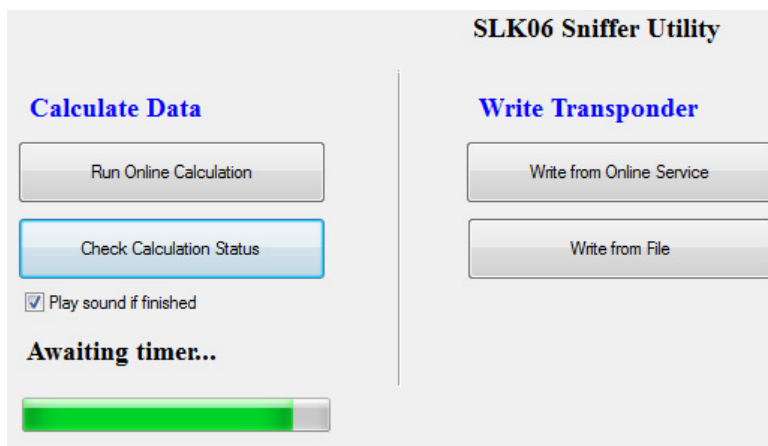 SLK06 Sniffer Utility
Calculate Data
Run Online Calculation
Check Calculation Status
Play sound if finished
Awaiting timer...
Write Transponder
Write from Online Service
Write from File